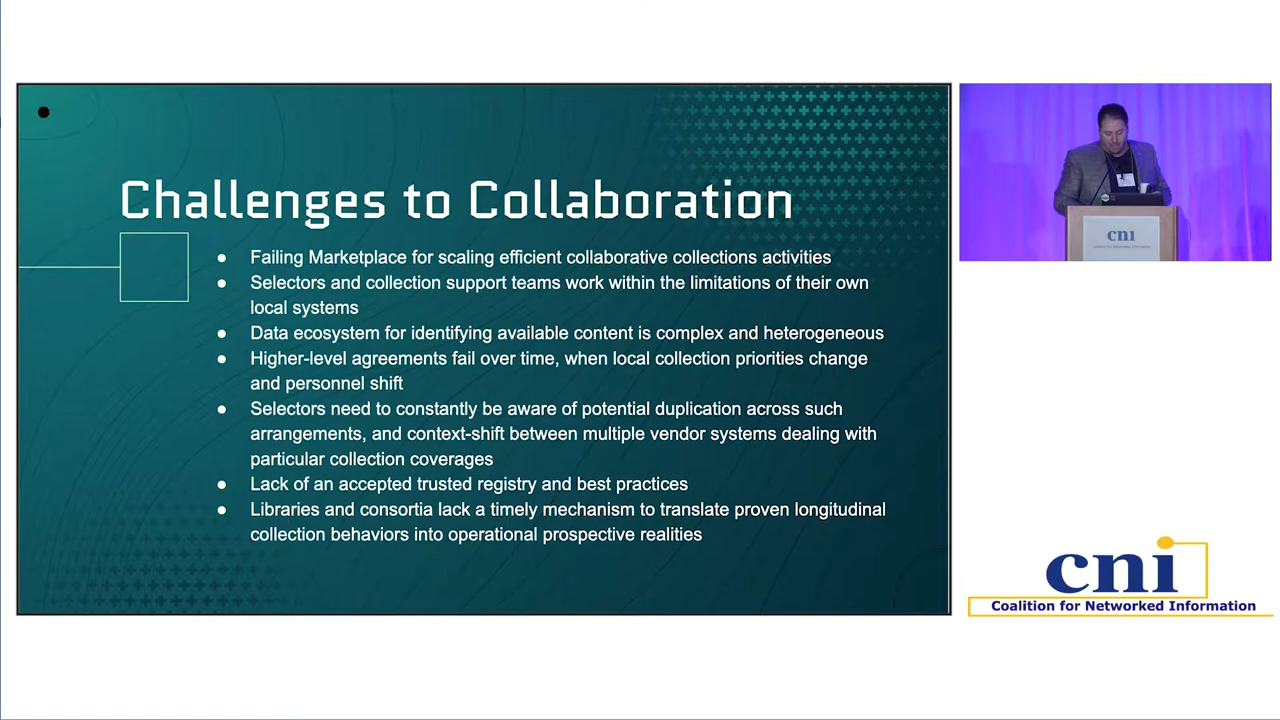 Challenges to Collaboration
● Failing Marketplace for scaling efficient collaborative collections activities
● Selectors and collection support teams work within the limitations of their own
local systems
● Data ecosystem for identifying available content is complex and heterogeneous
● Higher-level agreements fail over time, when local collection priorities change
and personnel shift
● Selectors need to constantly be aware of potential duplication across such
arrangements, and context-shift between multiple vendor systems dealing with
particular collection coverages
● Lack of an accepted trusted registry and best practices
● Libraries and consortia lack a timely mechanism to translate proven longitudinal
collection behaviors into operational prospective realities
cni
Coalition for Networked Information
cni
Coalition for Networked Information